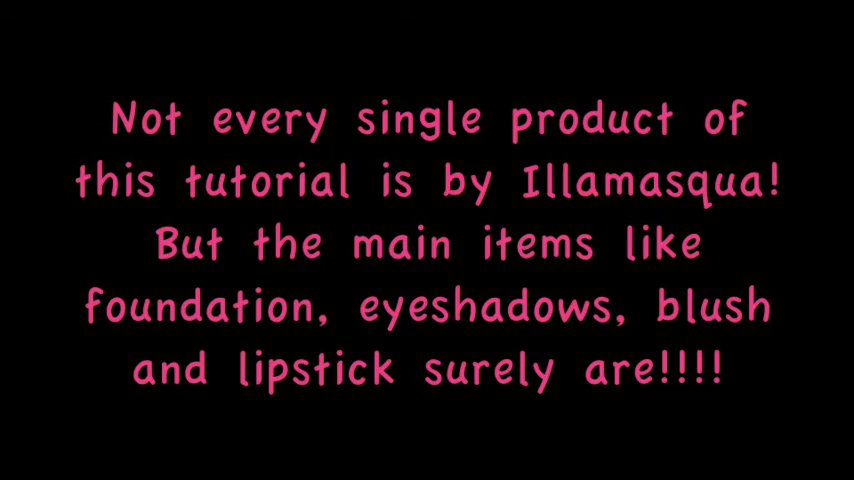 Not every single product of
this tutorial is by Illamasqua!
But the main items like
foundation, eyeshadows, blush
and lipstick surely are!!!!